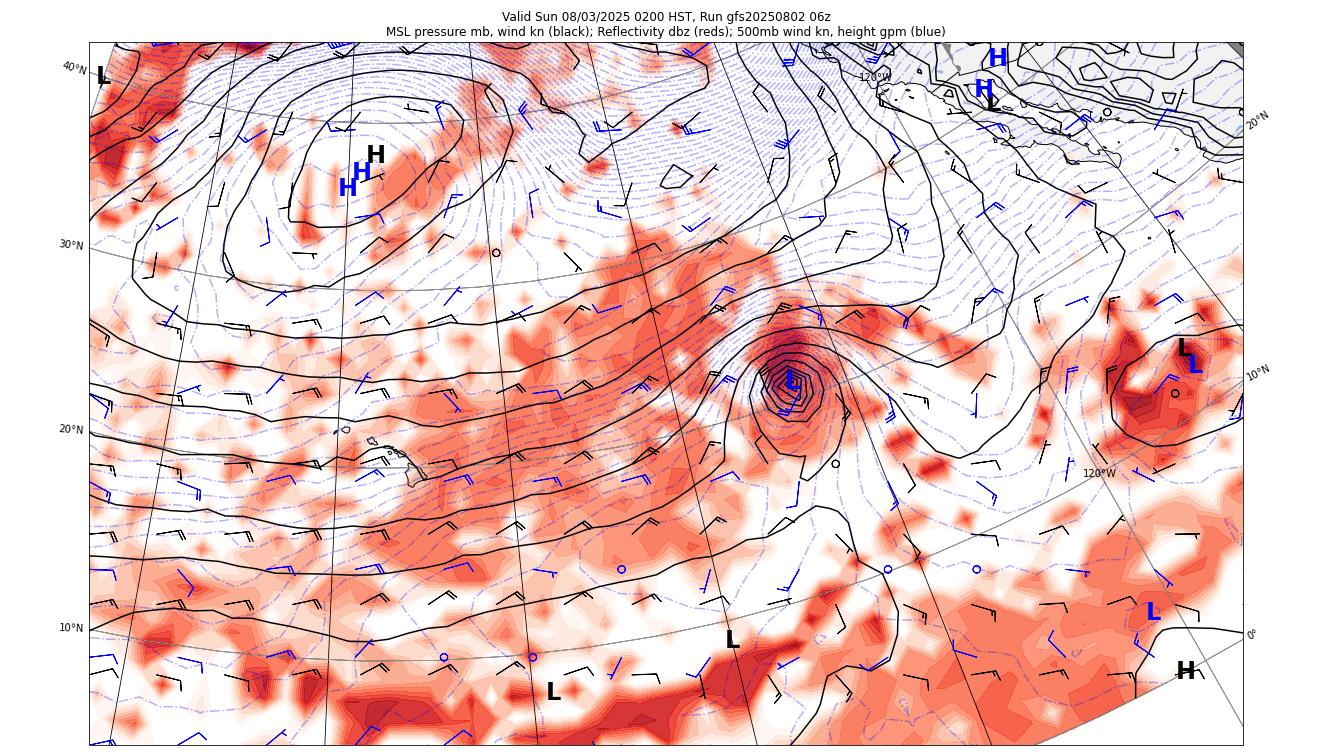 Valid Sun 08/03/2025 0200 HST, Run gfs20250802 06z
MSL pressure mb, wind kn (black); Reflectivity dbz (reds); 500mb wind kn, height gpm (blue)
H
40°N
L
120°W
H
L
20°N
H
H
H
30°N
L
L
10°N
L
20°N
120°W
L
10°N
0°
L
H
L